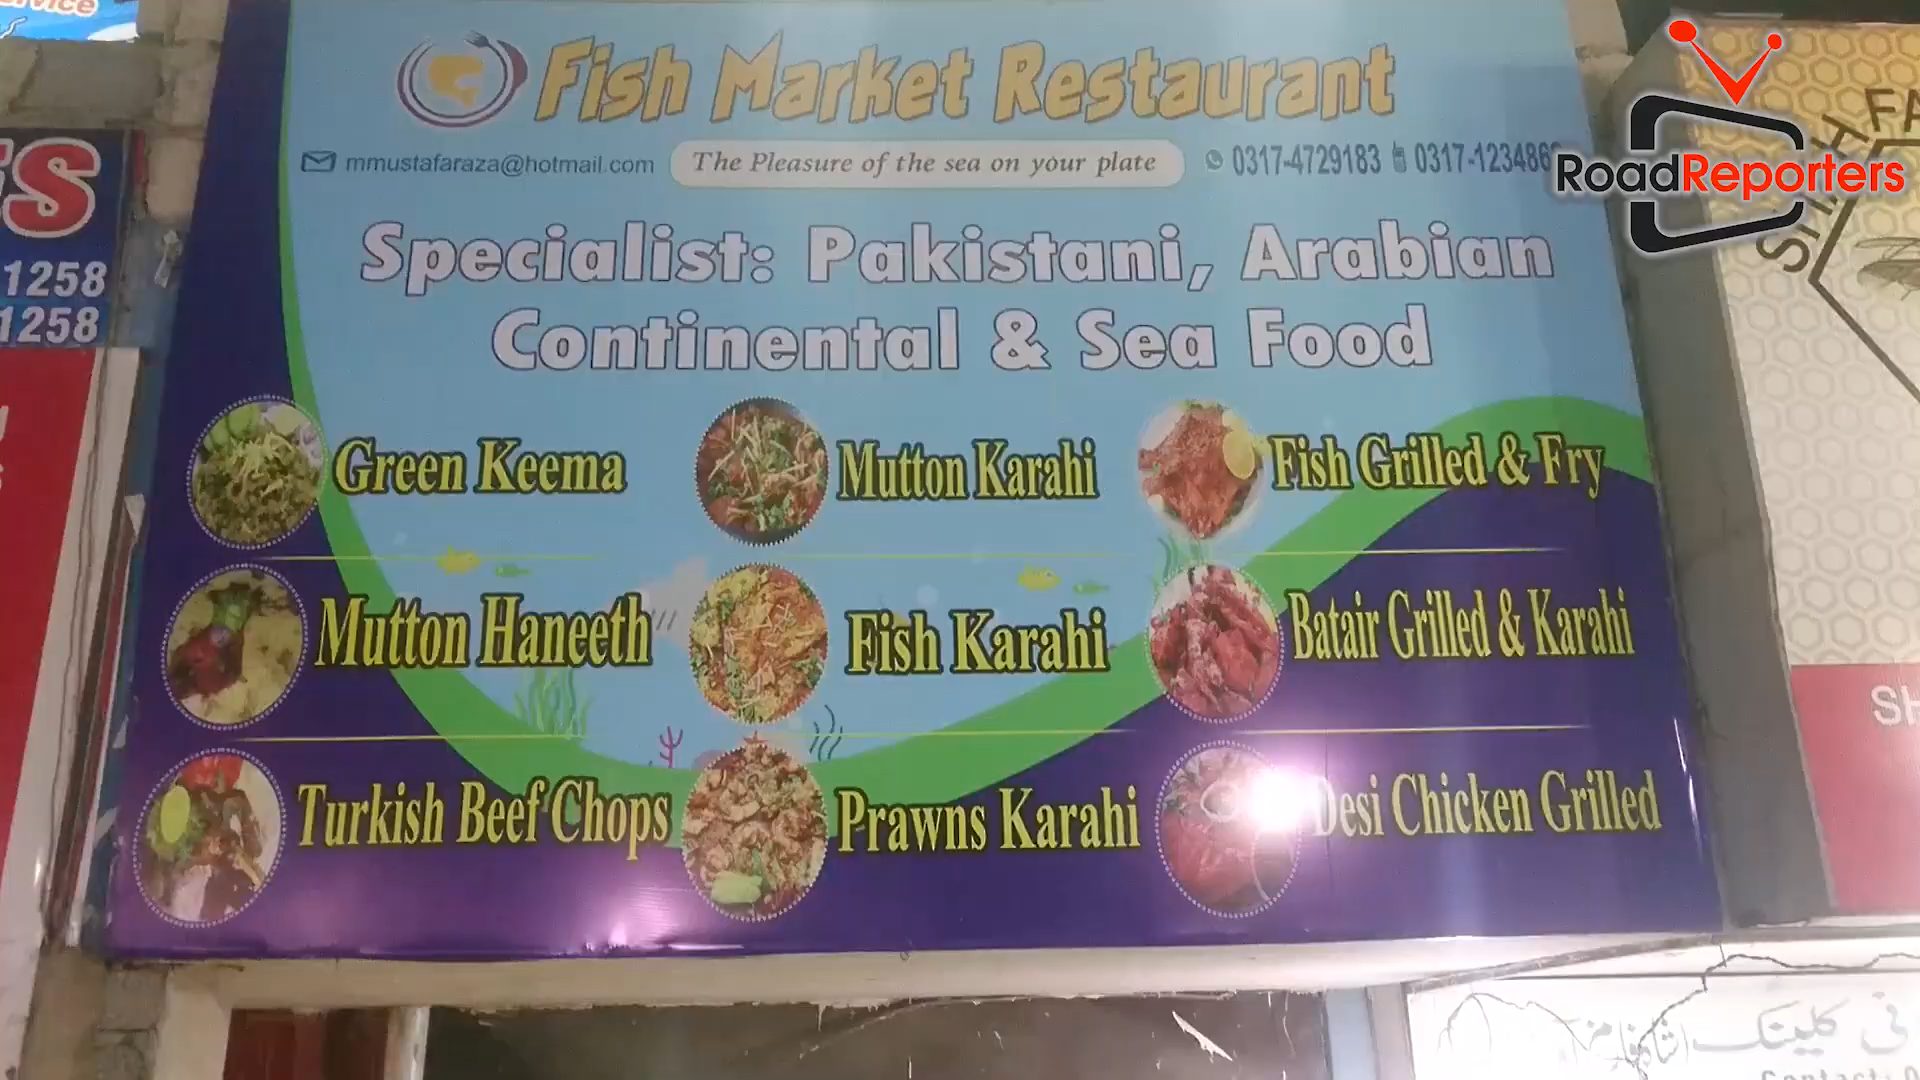 Fish Market Restaurant
mmustafaraza@hotmail.com
The Pleasure of the sea on your plate
0317-4729183 0317-123486
Specialist: Pakistani, Arabian
Continental & Sea Food
Green Keema
Mutton Karahi
Fish Grilled & Fry
Mutton Haneeth
Fish Karahi
Batair Grilled & Karahi
Turkish Beef Chops
Prawns Karahi
Desi Chicken Grilled
RoadReporters
1258
1258
کلینک